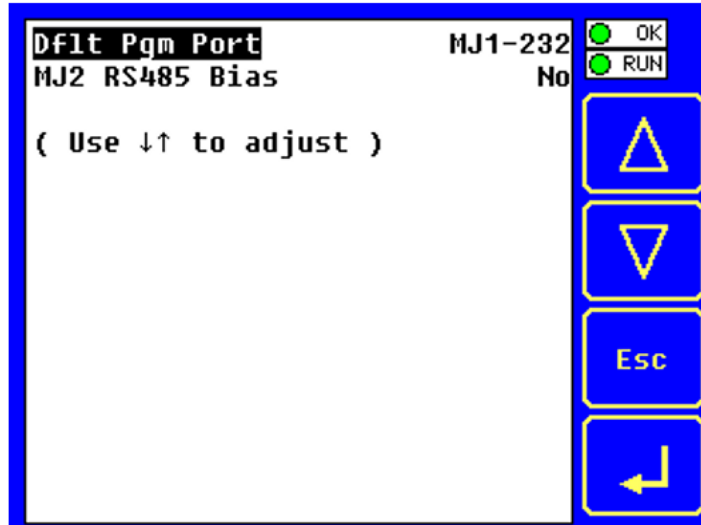 Dflt Pgm Port MJ1-232
MJ2 RS485 Bias No
( Use ↓↑ to adjust )
OK
RUN
Esc